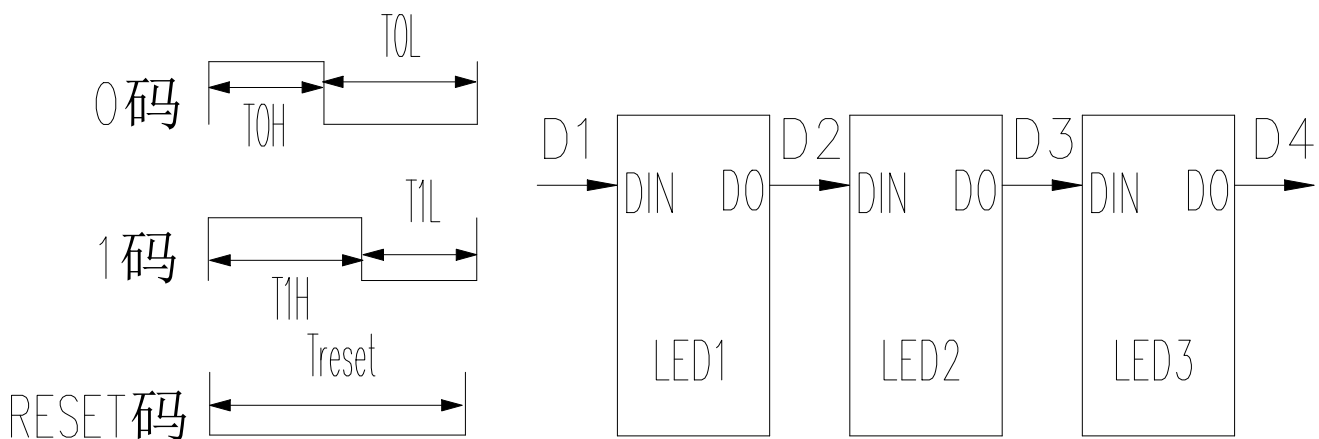 T0L
0码
T0H
T1L
1码
T1H
Treset
RESET码
D1 D2 D3 D4
DIN DO DIN DO DIN DO
LED1 LED2 LED3